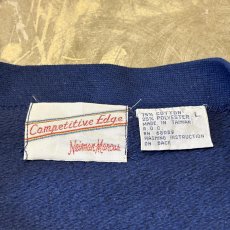 Competitive Edge
Neiman-Marcus
75% COTTON
25% POLYESTER
L
MADE IN TAIWAN
R.O.C.
WASHING INSTRUCTION
ON BACK